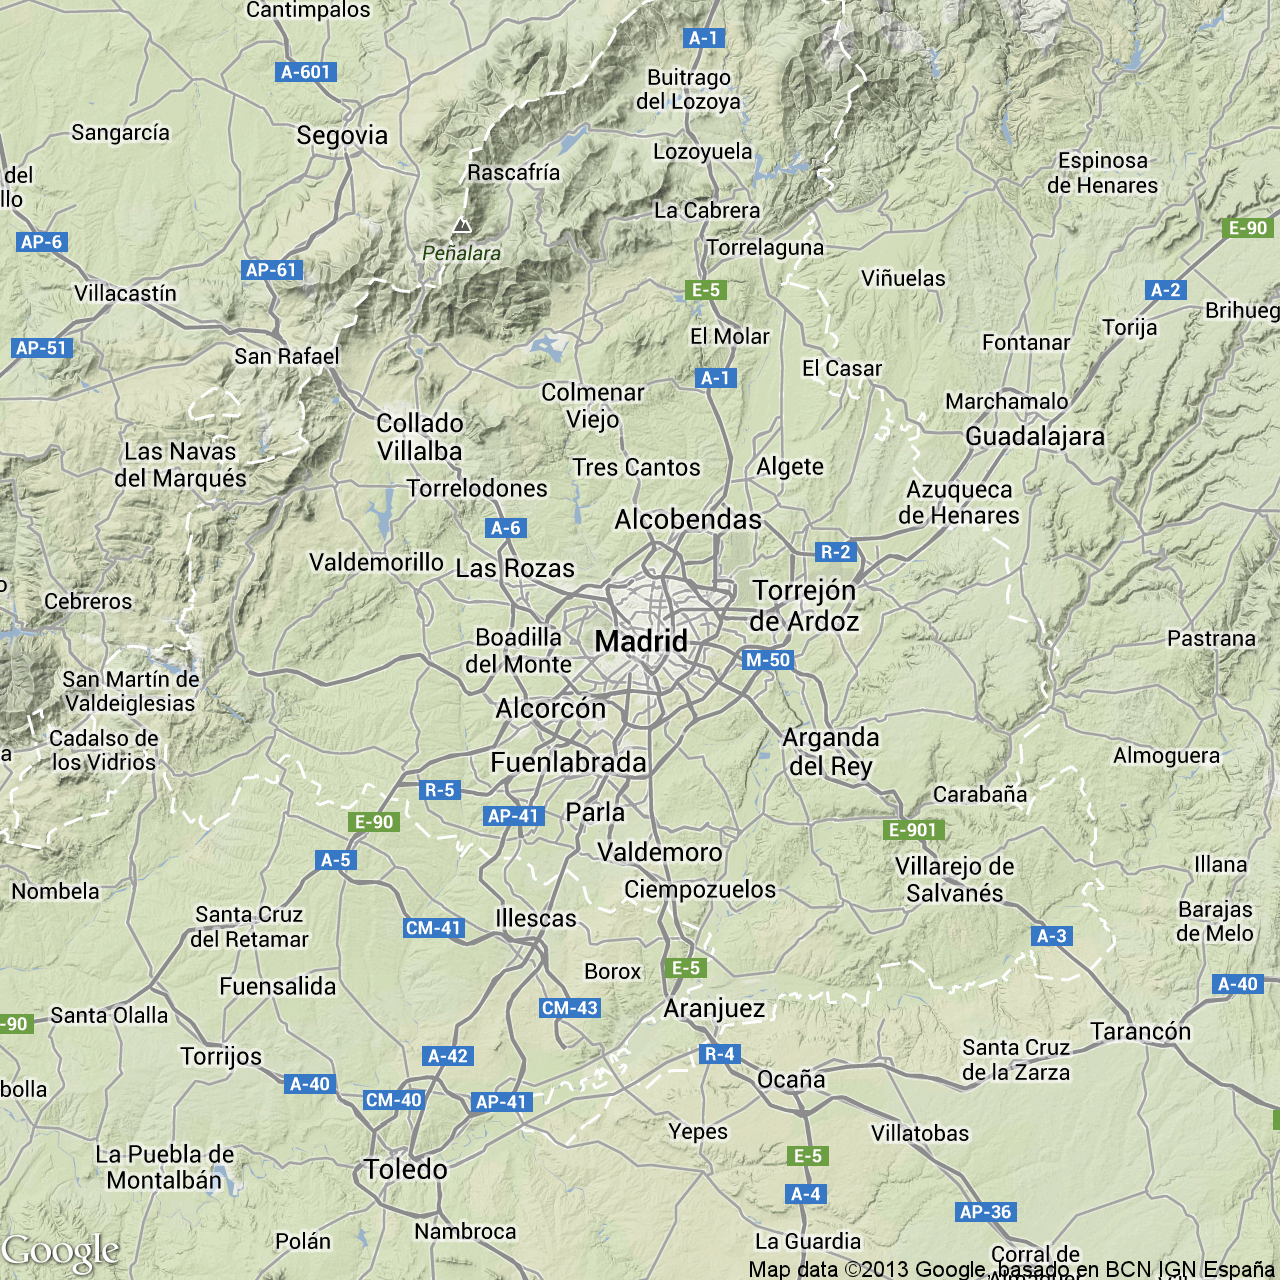 Cantimpalos
A-1
A-601
Buitrago
del Lozoya
Sangarcía
Segovia
Lozoyuela
Espinosa
de Henares
Rascafría
del
llo
La Cabrera
E-90
AP-6
Peñalara
Torrelaguna
AP-61
Viñuelas
Villacastín
E-5
A-2
Brihueg
Torija
El Molar
Fontanar
AP-51
San Rafael
El Casar
A-1
Colmenar
Viejo
Marchamalo
Collado
Villalba
Guadalajara
Las Navas
del Marqués
Tres Cantos
Algete
Torrelodones
Azuqueca
de Henares
Alcobendas
A-6
R-2
Valdemorillo
Las Rozas
Torrejón
de Ardoz
Cebreros
Boadilla
del Monte
Madrid
Pastrana
M-50
San Martín de
Valdeiglesias
Alcorcón
Arganda
del Rey
Cadalso de
los Vidrios
a
Almoguera
Fuenlabrada
R-5
Carabaña
AP-41
Parla
E-90
E-901
Valdemoro
A-5
Villarejo de
Salvanés
Illana
Nombela
Ciempozuelos
Santa Cruz
del Retamar
Illescas
Barajas
de Melo
CM-41
A-3
Borox
E-5
Fuensalida
A-40
CM-43
Aranjuez
-90
Santa Olalla
Tarancón
Torrijos
A-42
R-4
Santa Cruz
de la Zarza
Ocaña
bolla
A-40
CM-40
AP-41
Yepes
Villatobas
La Puebla de
Montalbán
Toledo
E-5
A-4
AP-36
Nambroca
Polán
La Guardia
Corral de
Google
Map data ©2013 Google, basado en BCN IGN España